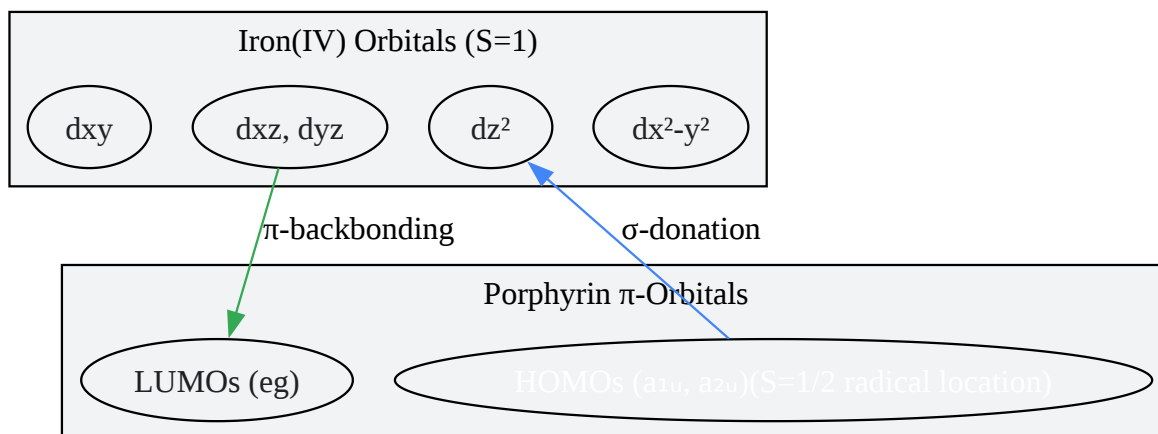 Iron(IV) Orbitals (S=1)
dxy
dxz, dyz
dz²
dx²-y²
π-backbonding
σ-donation
Porphyrin π-Orbitals
LUMOs (eg)
HOMOs (a₁ᵤ, a₂ᵤ)(S=1/2 radical location)